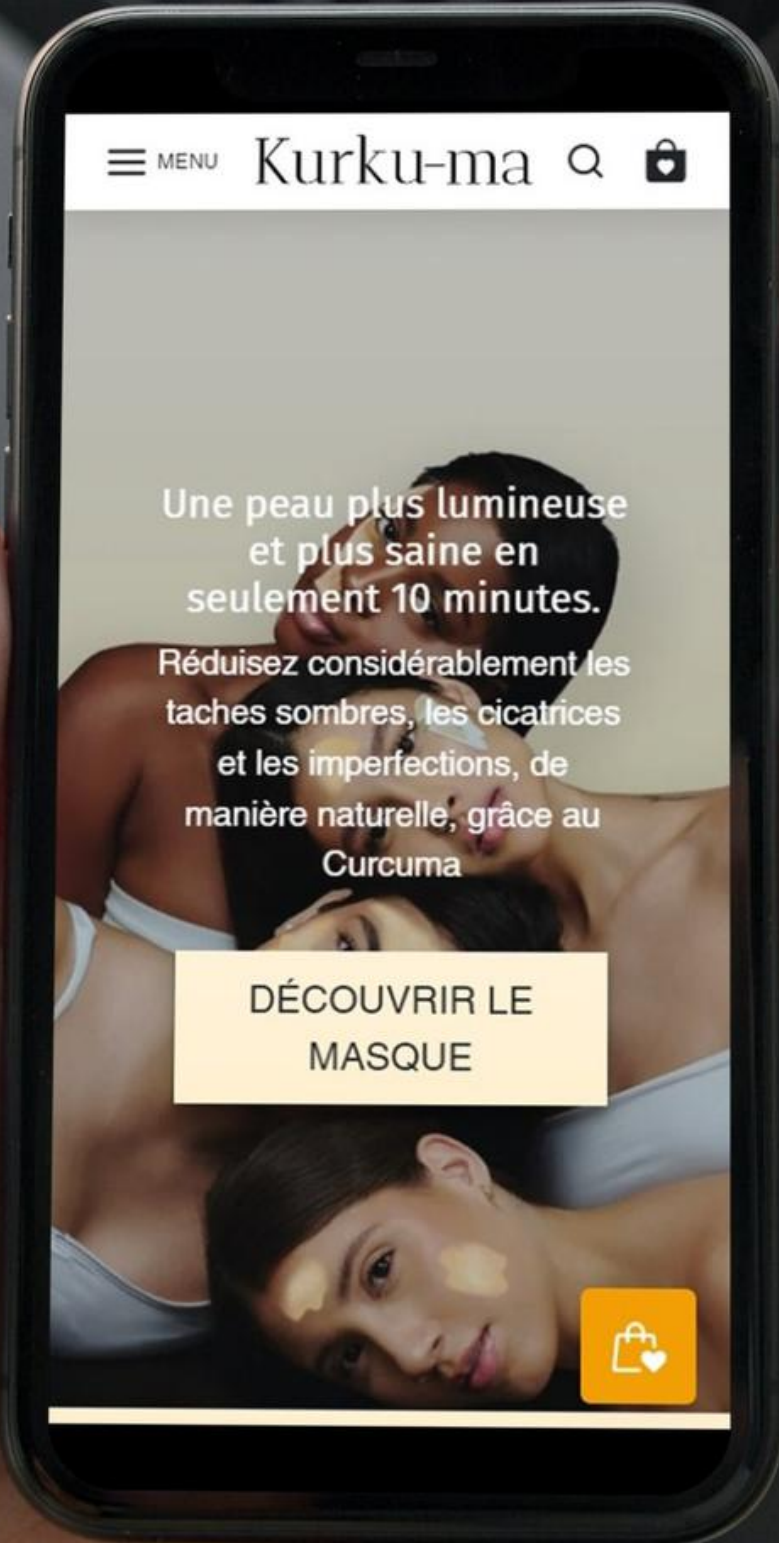 MENU Kurku-ma
Une peau plus lumineuse
et plus saine en
seulement 10 minutes.
Réduisez considérablement les
taches sombres, les cicatrices
et les imperfections, de
manière naturelle, grâce au
Curcuma
DÉCOUVRIR LE
MASQUE